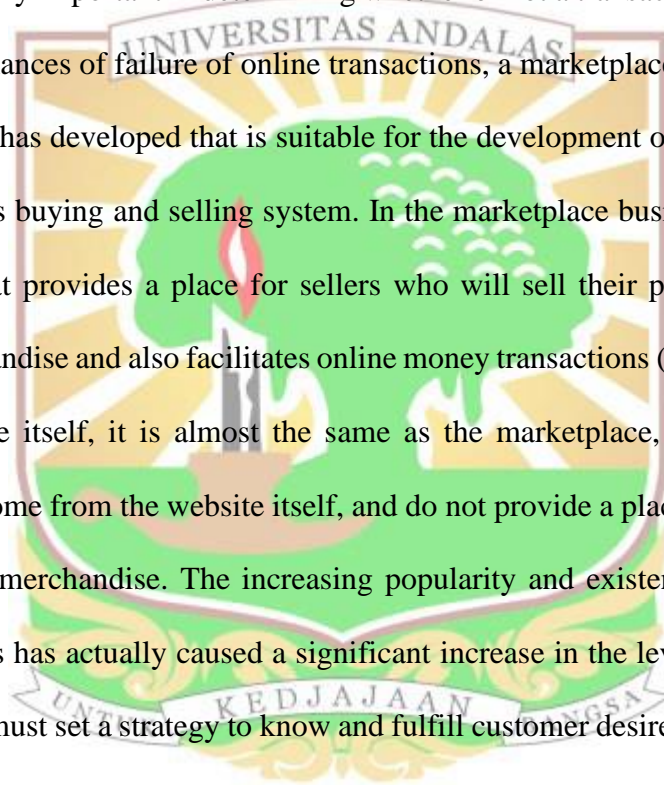 y important
UNIVERSITAS ANDALAS
ances of failure of online transactions, a marketplace
has developed that is suitable for the development o
s buying and selling system. In the marketplace busi
at provides a place for sellers who will sell their p
andise and also facilitates online money transactions (
e itself, it is almost the same as the marketplace,
ome from the website itself, and do not provide a plac
merchandise. The increasing popularity and existen
s has actually caused a significant increase in the lev
UNTUK KEDJAJAAN BANGSA
must set a strategy to know and fulfill customer desire